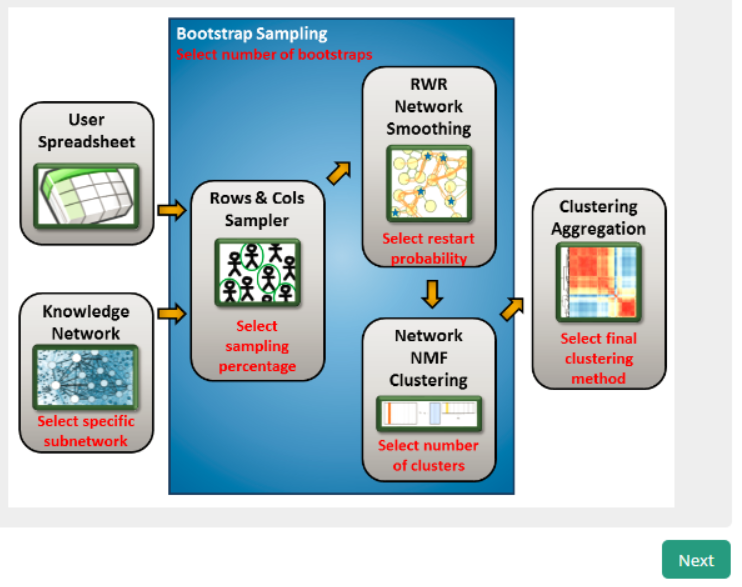 Bootstrap Sampling
Select number of bootstraps
User
Spreadsheet
Knowledge
Network
Select specific
subnetwork
Rows & Cols
Sampler
Select
sampling
percentage
RWR
Network
Smoothing
Select restart
probability
Network
NMF
Clustering
Select number
of clusters
Clustering
Aggregation
Select final
clustering
method
Next